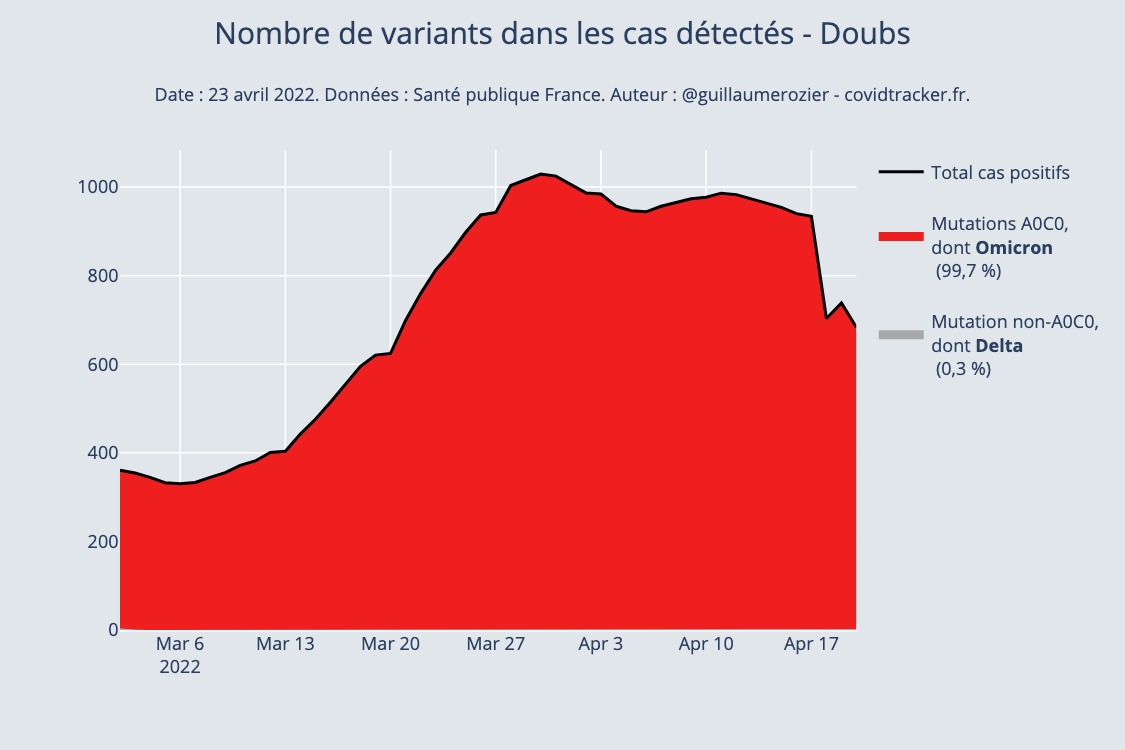 Nombre de variants dans les cas détectés - Doubs
Date : 23 avril 2022. Données : Santé publique France. Auteur : @guillaumerozier - covidtracker.fr.
1000
800
600
400
200
0
Mar 6
2022
Mar 13
Mar 20
Mar 27
Apr 3
Apr 10
Apr 17
Total cas positifs
Mutations A0C0,
dont Omicron
(99,7 %)
Mutation non-A0C0,
dont Delta
(0,3 %)